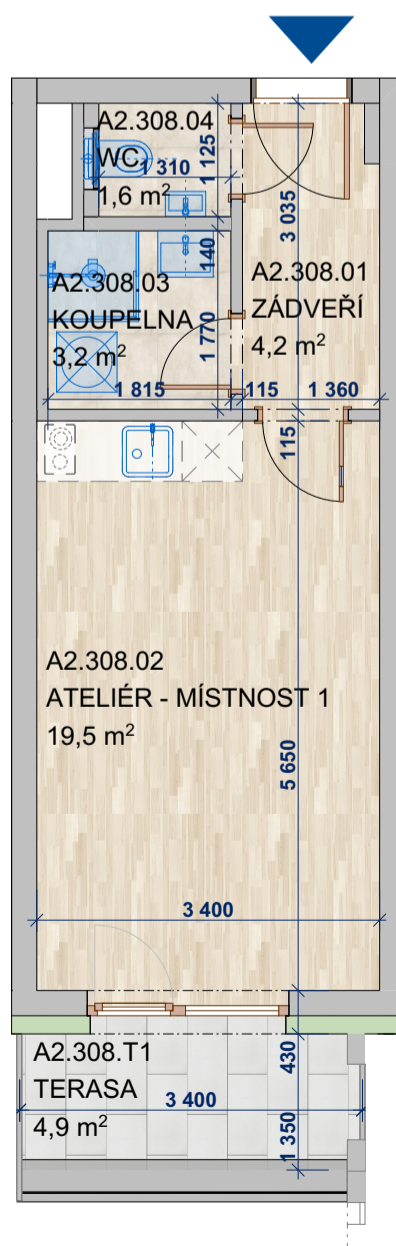 A2.308.04
WC
1,6 m²
1 310
1 125
3 035
140
A2.308.03
KOUPELNA
3,2 m²
1 770
A2.308.01
ZÁDVEŘÍ
4,2 m²
1 815
115
1 360
115
A2.308.02
ATELIÉR - MÍSTNOST 1
19,5 m²
5 650
3 400
A2.308.T1
TERASA
4,9 m²
430
3 400
1 350